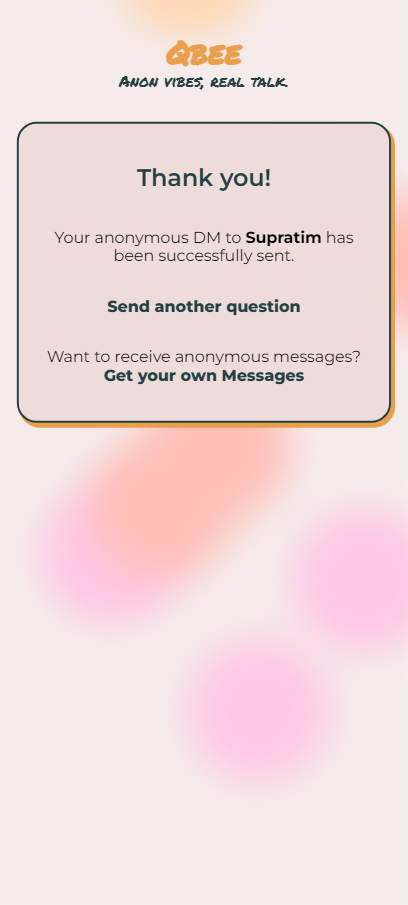 Qbee
Anon vibes, real talk.
Thank you!
Your anonymous DM to Supratim has
been successfully sent.
Send another question
Want to receive anonymous messages?
Get your own Messages